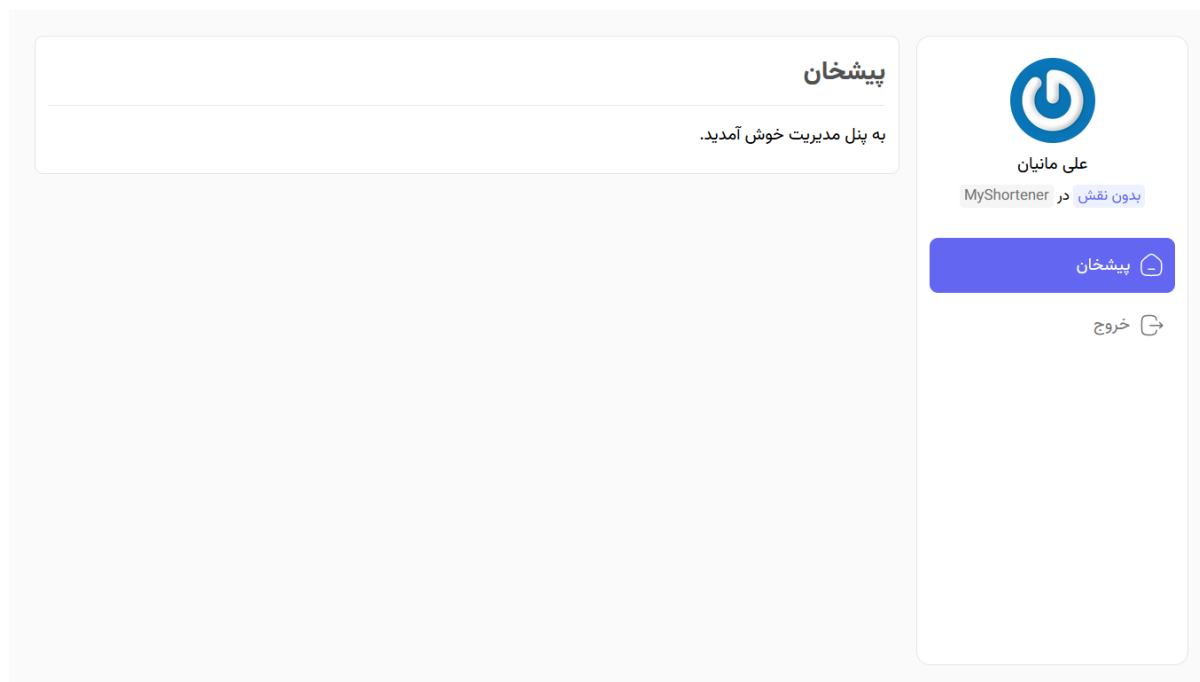 علی مانیان
بدون نقش در MyShortener
پیشخان
خروج
پیشخان
به پنل مدیریت خوش آمدید.